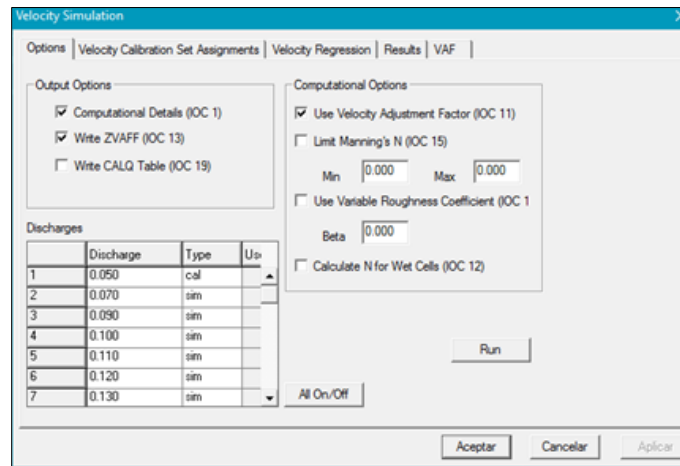 Velocity Simulation
Options Velocity Calibration Set Assignments Velocity Regression Results VAF
Output Options
Computational Details (IOC 1)
Write ZVAFF (IOC 13)
Write CALQ Table (IOC 19)
Computational Options
Use Velocity Adjustment Factor (IOC 11)
Limit Manning's N (IOC 15)
Min 0.000 Max 0.000
Use Variable Roughness Coefficient (IOC 1
Beta 0.000
Calculate N for Wet Cells (IOC 12)
Discharges
Discharge Type
1 0.050 cal
2 0.070 sim
3 0.090 sim
4 0.100 sim
5 0.110 sim
6 0.120 sim
7 0.130 sim
Run
All On/Off
Aceptar Cancelar Aplicar